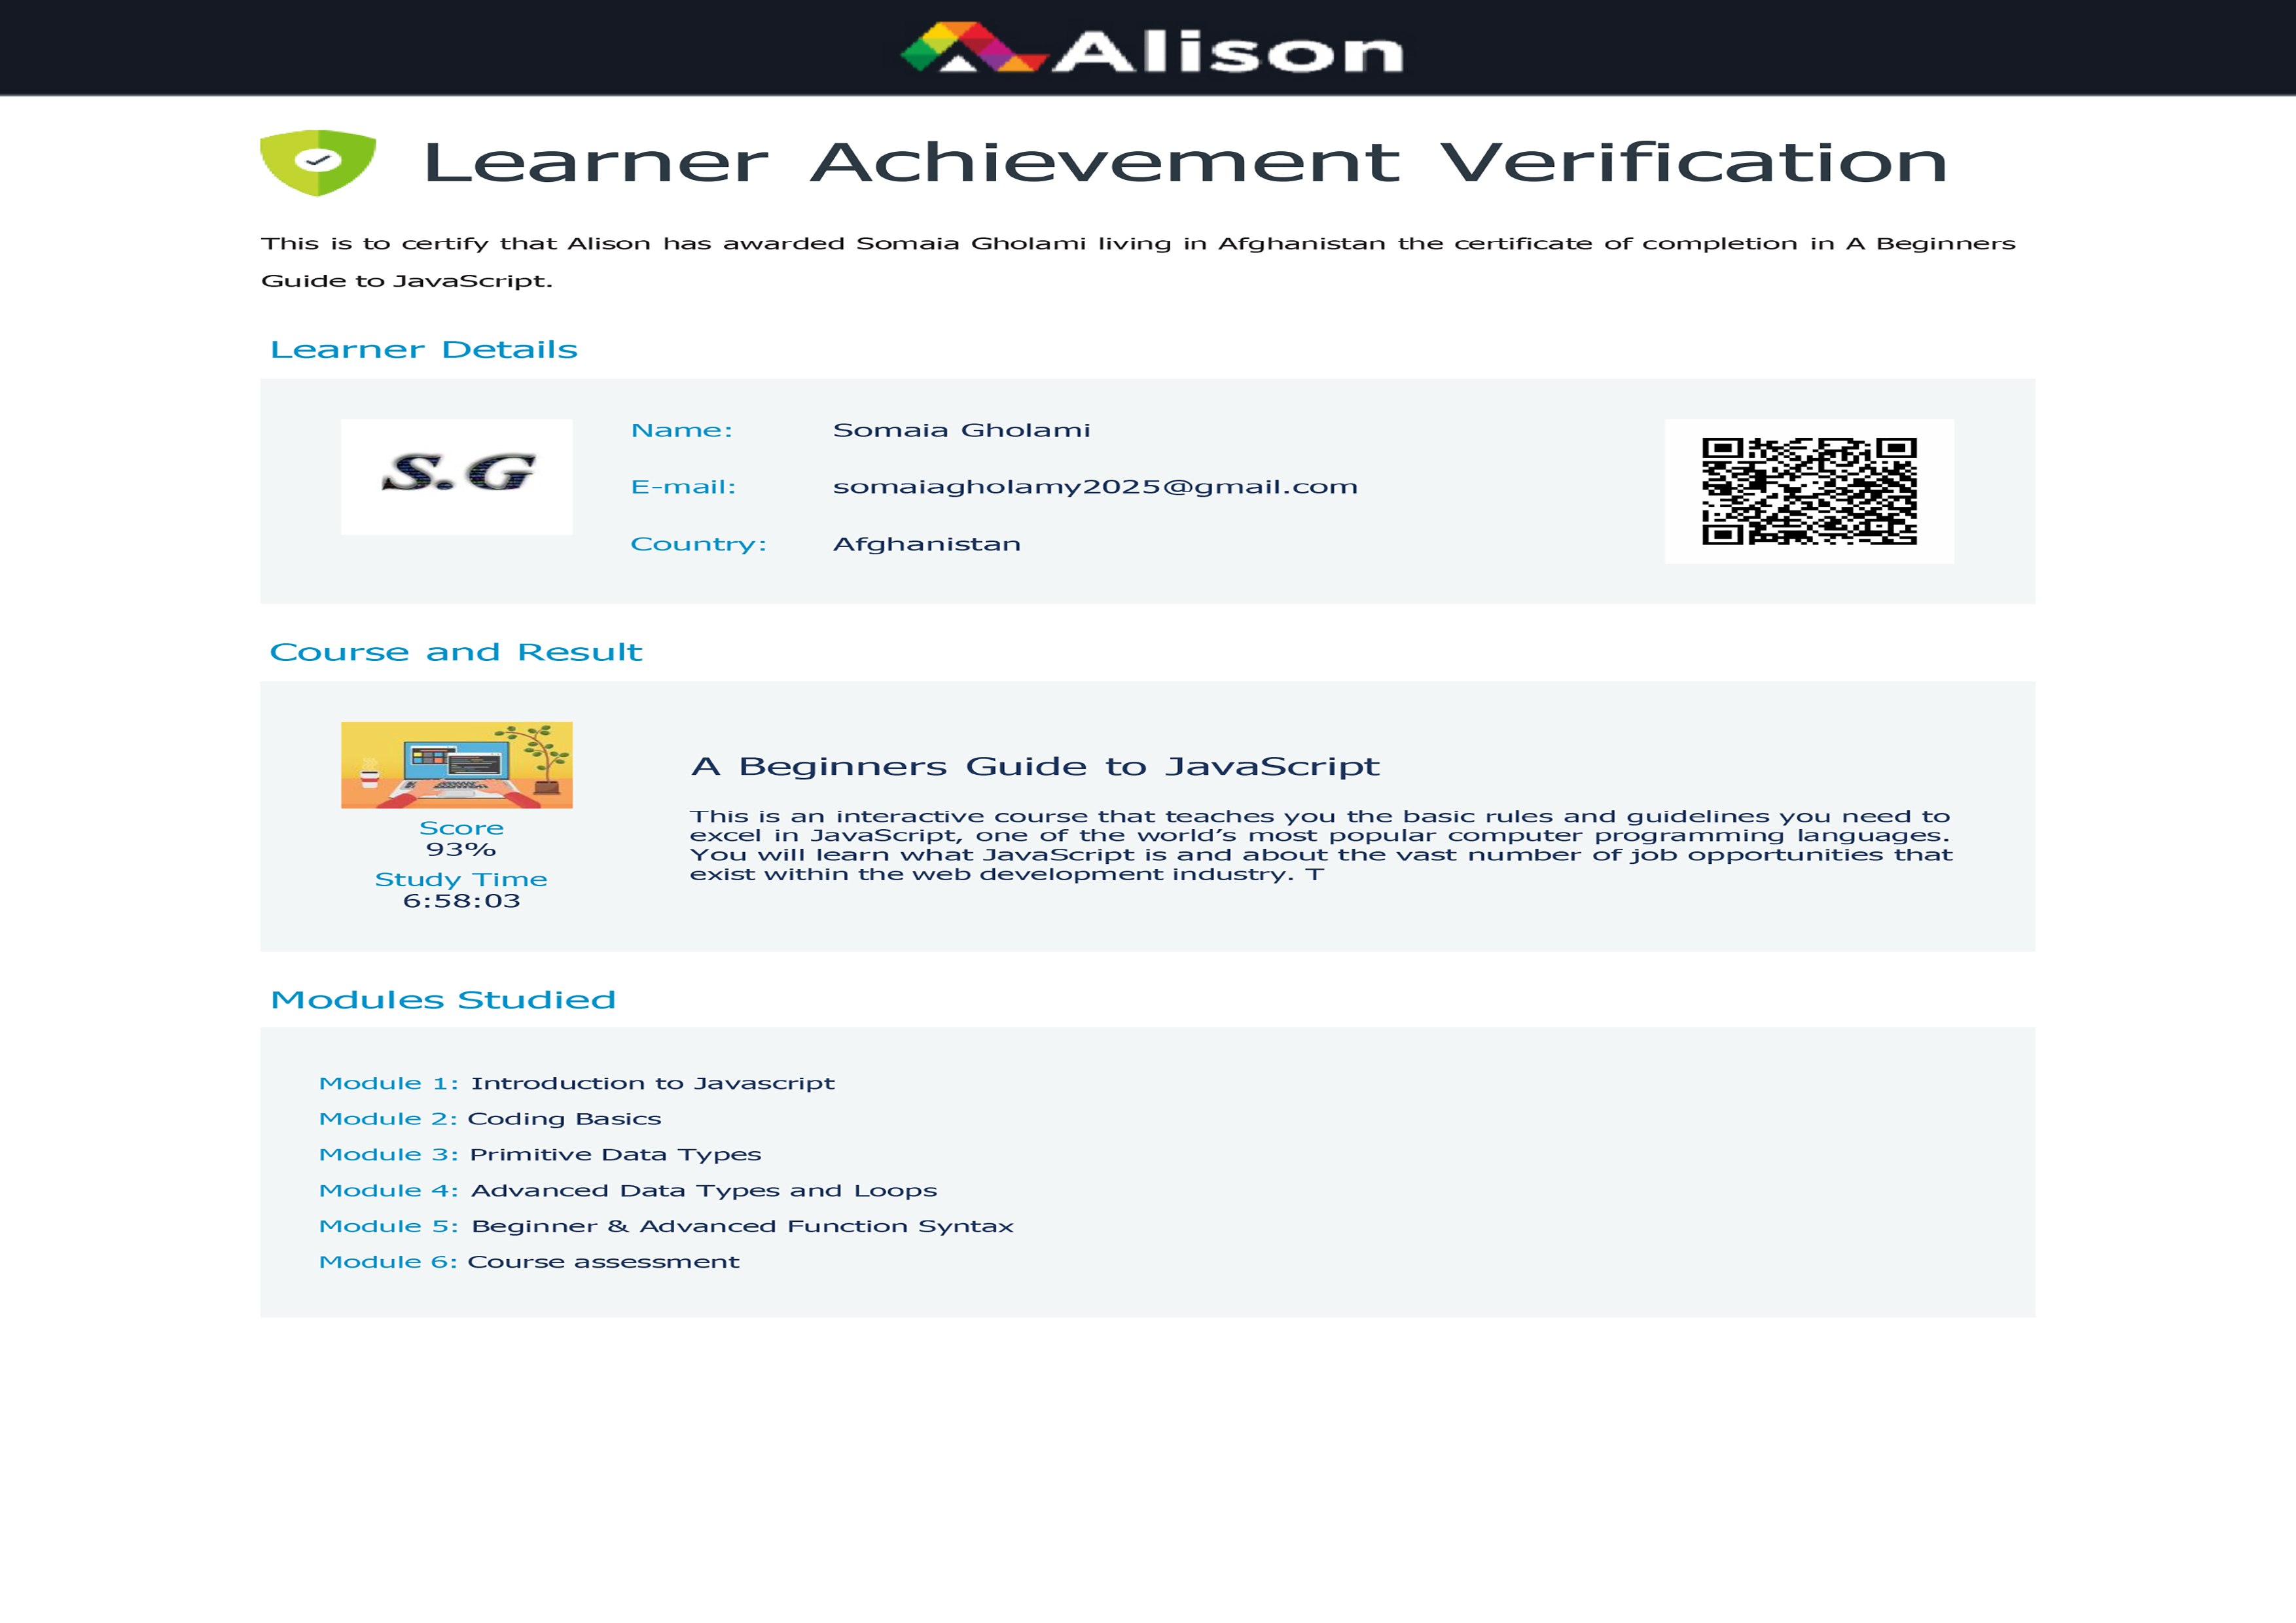 Alison
Learner Achievement Verification
This is to certify that Alison has awarded Somaia Gholami living in Afghanistan the certificate of completion in A Beginners
Guide to JavaScript.
Learner Details
S.G
Name: Somaia Gholami
E-mail: somaiagholamy2025@gmail.com
Country: Afghanistan
Course and Result
Score
93%
Study Time
6:58:03
A Beginners Guide to JavaScript
This is an interactive course that teaches you the basic rules and guidelines you need to
excel in JavaScript, one of the world’s most popular computer programming languages.
You will learn what JavaScript is and about the vast number of job opportunities that
exist within the web development industry. T
Modules Studied
Module 1: Introduction to Javascript
Module 2: Coding Basics
Module 3: Primitive Data Types
Module 4: Advanced Data Types and Loops
Module 5: Beginner & Advanced Function Syntax
Module 6: Course assessment